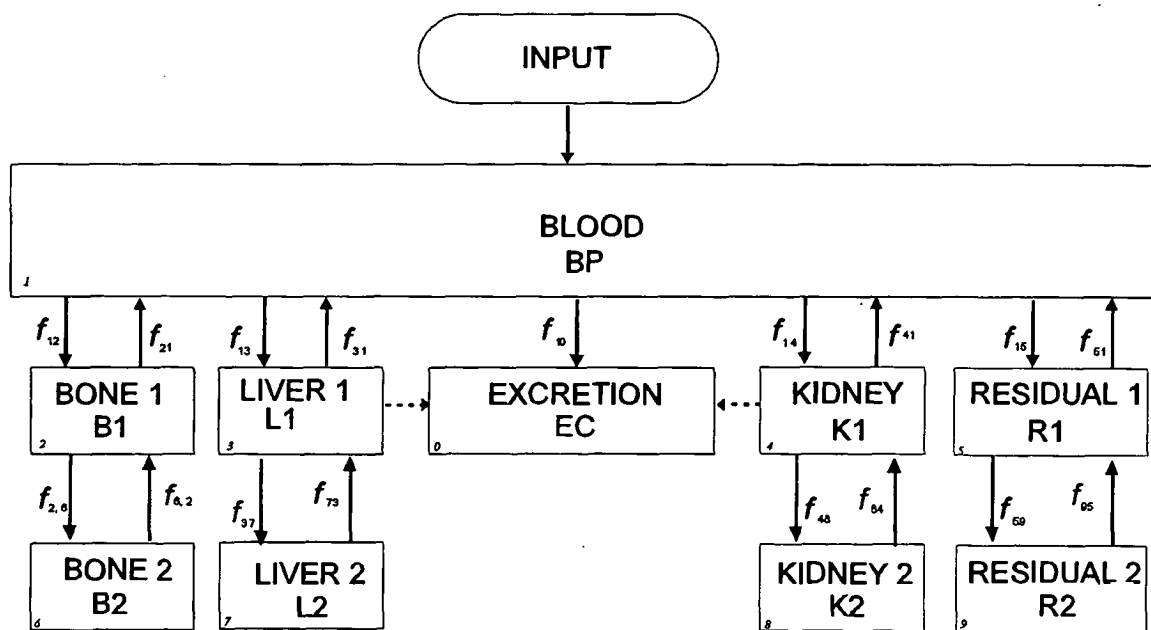 INPUT
BLOOD
BP
1
f12 f21 f13 f31 f10 f14 f41 f15 f51
BONE 1
B1
2
LIVER 1
L1
3
EXCRETION
EC
0
KIDNEY
K1
4
RESIDUAL 1
R1
5
f2,6 f6,2 f37 f73 f48 f84 f59 f95
BONE 2
B2
6
LIVER 2
L2
7
KIDNEY 2
K2
8
RESIDUAL 2
R2
9